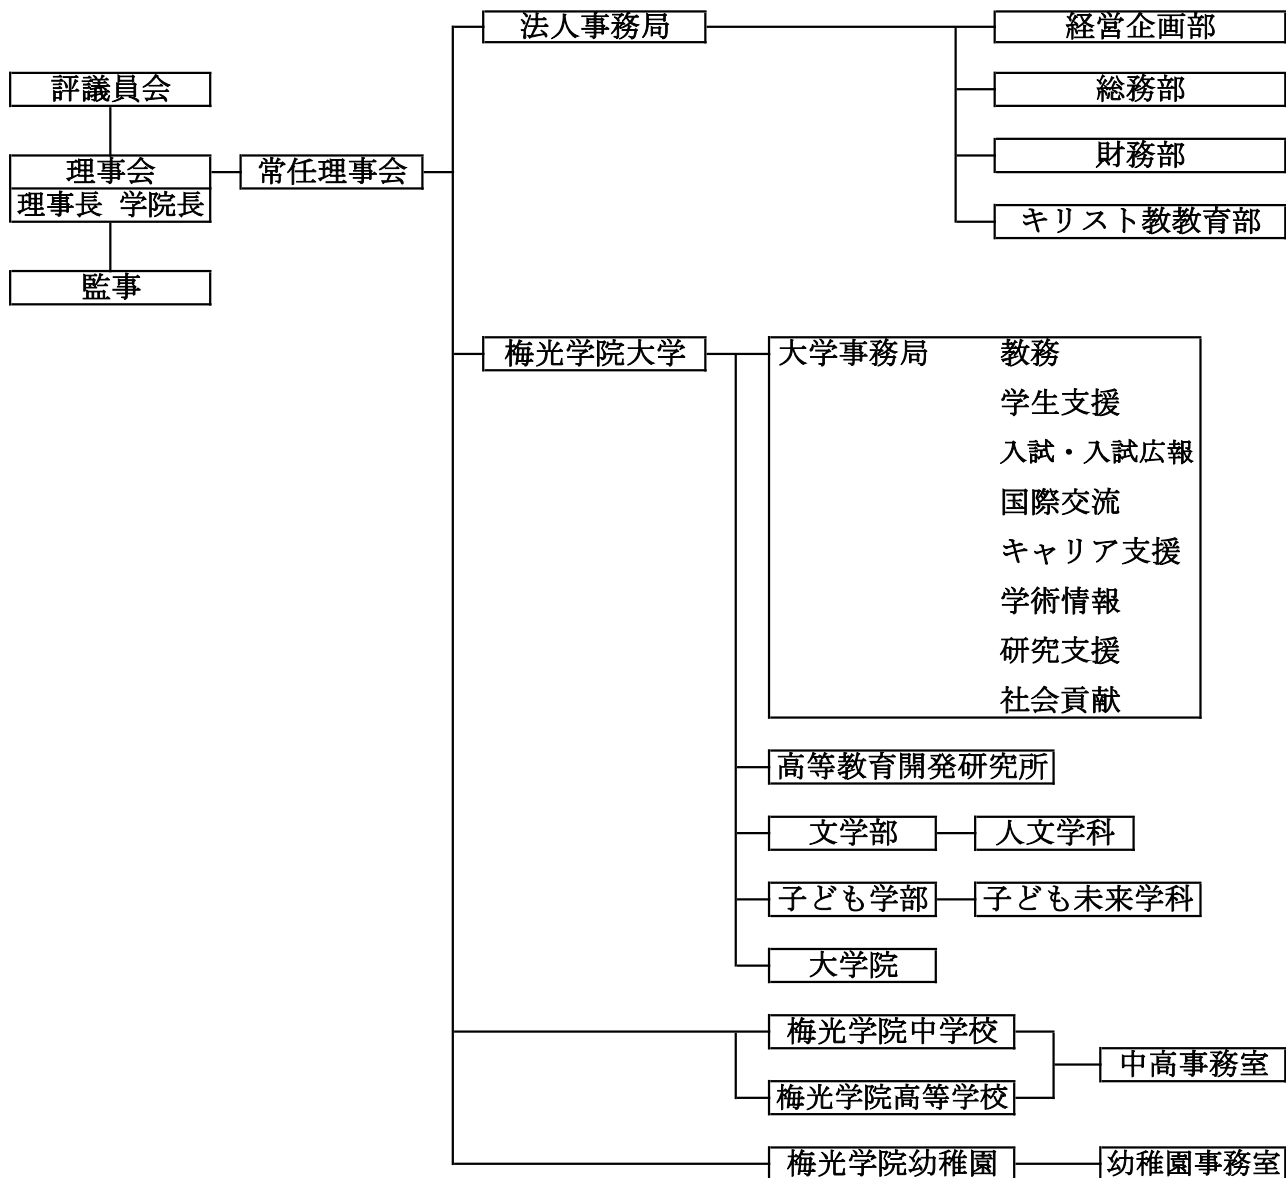 法人事務局
経営企画部
評議員会
総務部
財務部
理事会
常任理事会
理事長 学院長
キリスト教教育部
監事
梅光学院大学
大学事務局 教務
学生支援
入試・入試広報
国際交流
キャリア支援
学術情報
研究支援
社会貢献
高等教育開発研究所
文学部
人文学科
子ども学部
子ども未来学科
大学院
梅光学院中学校
中高事務室
梅光学院高等学校
梅光学院幼稚園
幼稚園事務室